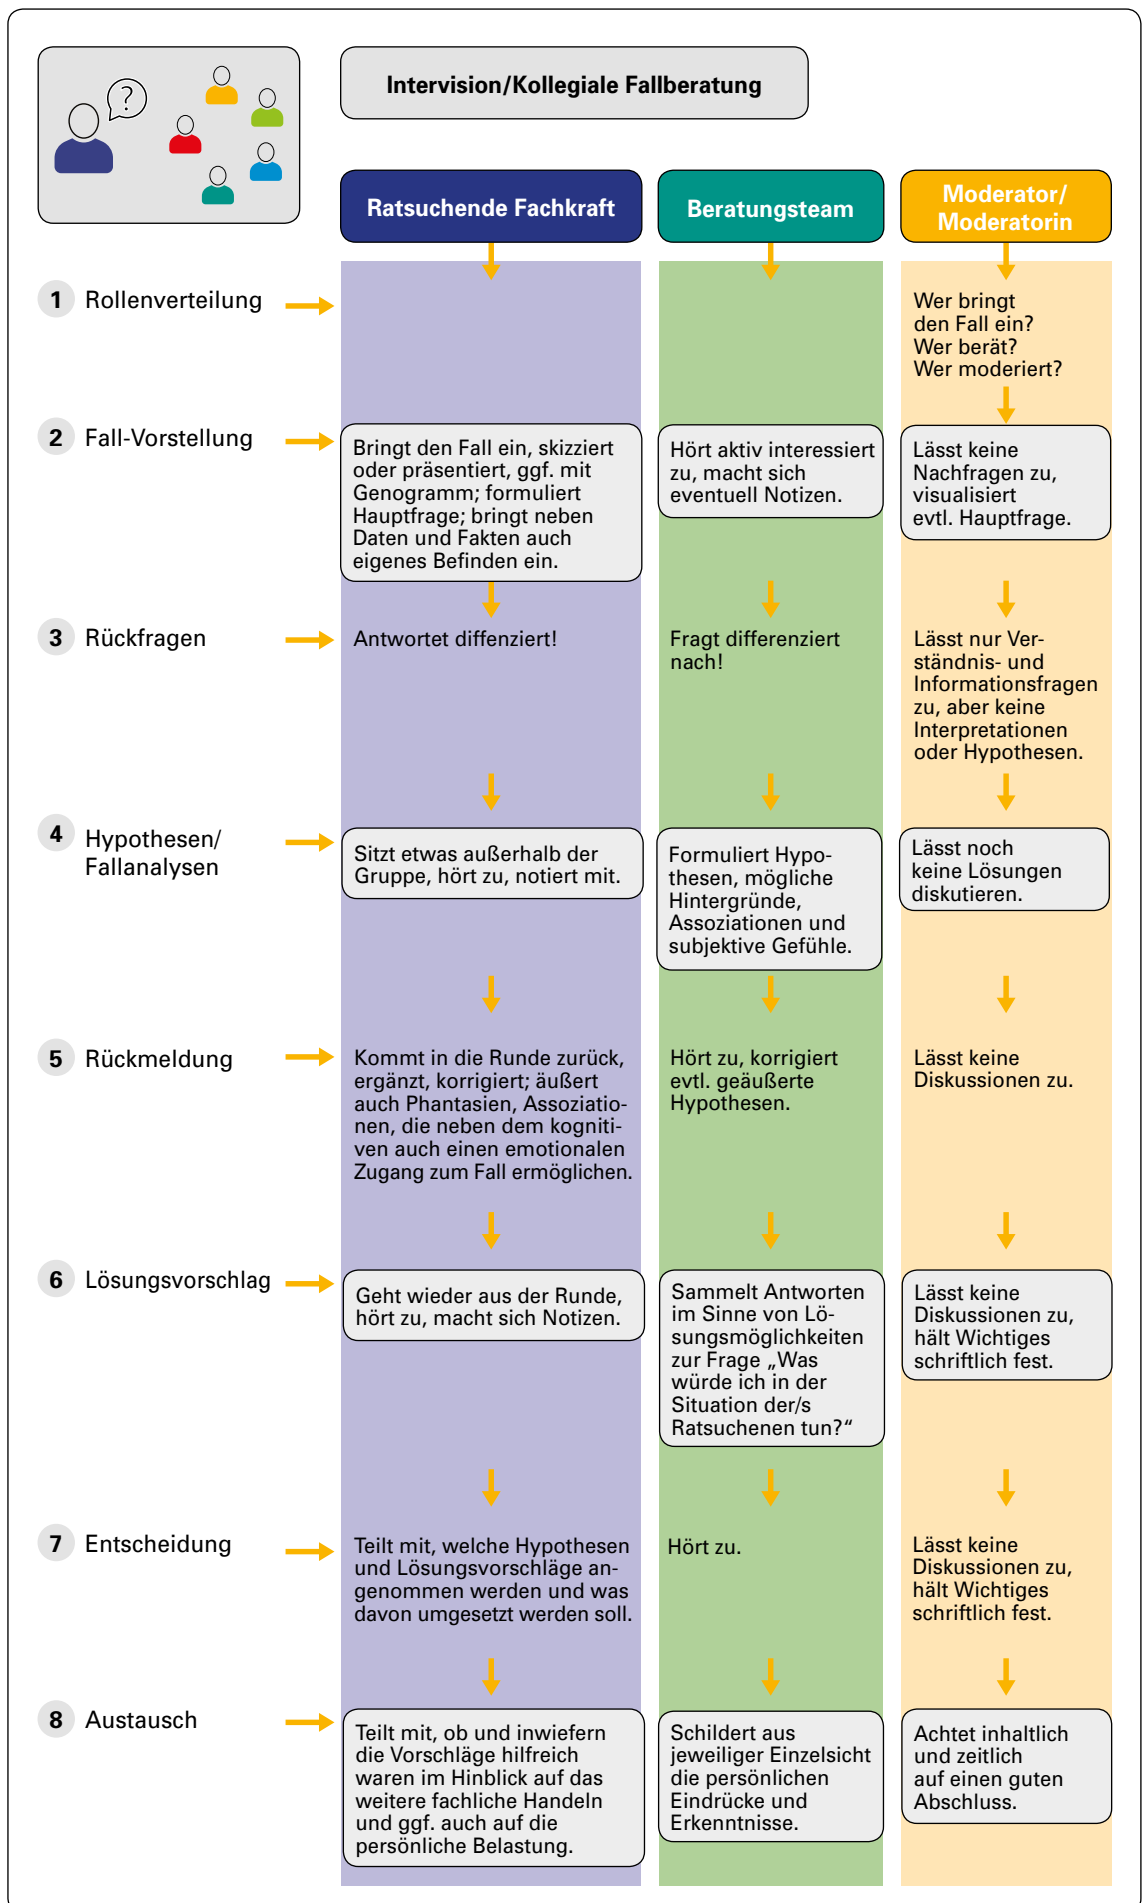 ?
Intervision/Kollegiale Fallberatung
Ratsuchende Fachkraft
Beratungsteam
Moderator/
Moderatorin
1 Rollenverteilung
Wer bringt
den Fall ein?
Wer berät?
Wer moderiert?
2 Fall-Vorstellung
Bringt den Fall ein, skizziert
oder präsentiert, ggf. mit
Genogramm; formuliert
Hauptfrage; bringt neben
Daten und Fakten auch
eigenes Befinden ein.
Hört aktiv interessiert
zu, macht sich
eventuell Notizen.
Lässt keine
Nachfragen zu,
visualisiert
evtl. Hauptfrage.
3 Rückfragen
Antwortet diffenziert!
Fragt differenziert
nach!
Lässt nur Ver-
ständnis- und
Informationsfragen
zu, aber keine
Interpretationen
oder Hypothesen.
4 Hypothesen/
Fallanalysen
Sitzt etwas außerhalb der
Gruppe, hört zu, notiert mit.
Formuliert Hypo-
thesen, mögliche
Hintergründe,
Assoziationen und
subjektive Gefühle.
Lässt noch
keine Lösungen
diskutieren.
5 Rückmeldung
Kommt in die Runde zurück,
ergänzt, korrigiert; äußert
auch Phantasien, Assoziatio-
nen, die neben dem kogniti-
ven auch einen emotionalen
Zugang zum Fall ermöglichen.
Hört zu, korrigiert
evtl. geäußerte
Hypothesen.
Lässt keine
Diskussionen zu.
6 Lösungsvorschlag
Geht wieder aus der Runde,
hört zu, macht sich Notizen.
Sammelt Antworten
im Sinne von Lö-
sungsmöglichkeiten
zur Frage „Was
würde ich in der
Situation der/s
Ratsuchenen tun?“
Lässt keine
Diskussionen zu,
hält Wichtiges
schriftlich fest.
7 Entscheidung
Teilt mit, welche Hypothesen
und Lösungsvorschläge an-
genommen werden und was
davon umgesetzt werden soll.
Hört zu.
Lässt keine
Diskussionen zu,
hält Wichtiges
schriftlich fest.
8 Austausch
Teilt mit, ob und inwiefern
die Vorschläge hilfreich
waren im Hinblick auf das
weitere fachliche Handeln
und ggf. auch auf die
persönliche Belastung.
Schildert aus
jeweiliger Einzelsicht
die persönlichen
Eindrücke und
Erkenntnisse.
Achtet inhaltlich
und zeitlich
auf einen guten
Abschluss.